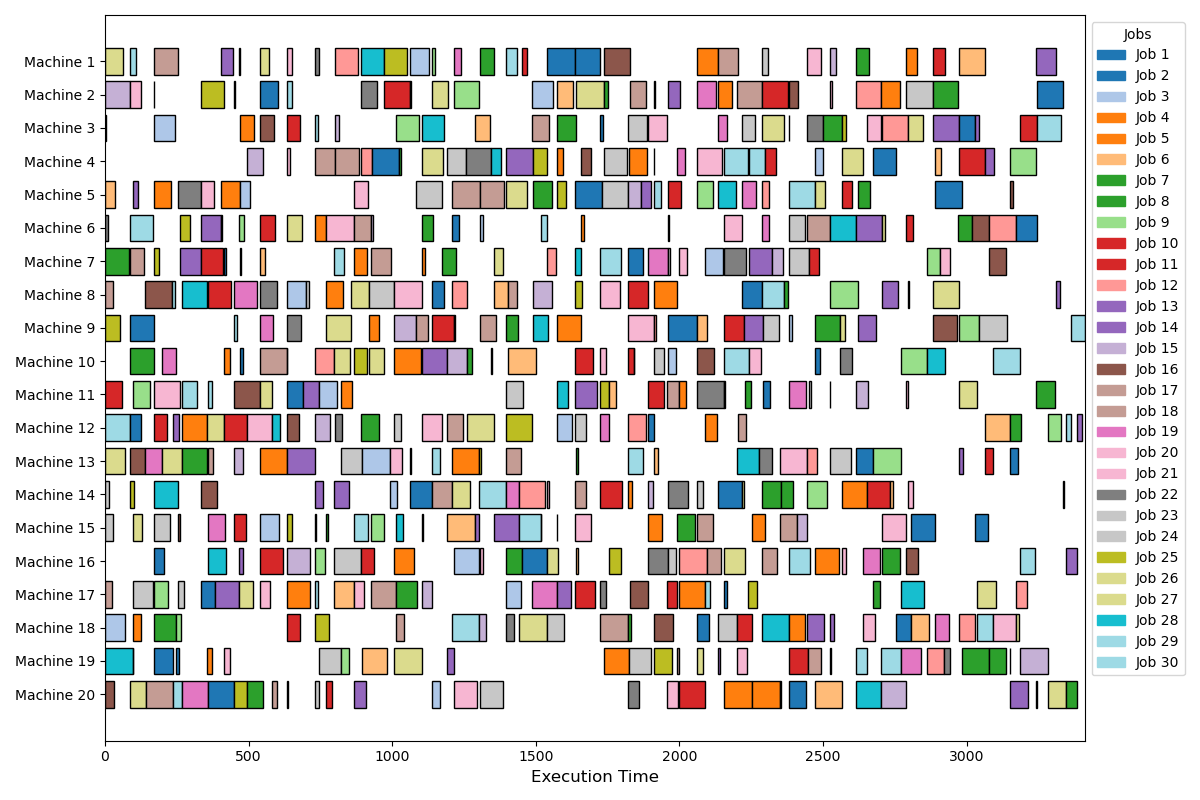 Machine 1
Machine 2
Machine 3
Machine 4
Machine 5
Machine 6
Machine 7
Machine 8
Machine 9
Machine 10
Machine 11
Machine 12
Machine 13
Machine 14
Machine 15
Machine 16
Machine 17
Machine 18
Machine 19
Machine 20
0 500 1000 1500 2000 2500 3000
Execution Time
Jobs
Job 1
Job 2
Job 3
Job 4
Job 5
Job 6
Job 7
Job 8
Job 9
Job 10
Job 11
Job 12
Job 13
Job 14
Job 15
Job 16
Job 17
Job 18
Job 19
Job 20
Job 21
Job 22
Job 23
Job 24
Job 25
Job 26
Job 27
Job 28
Job 29
Job 30